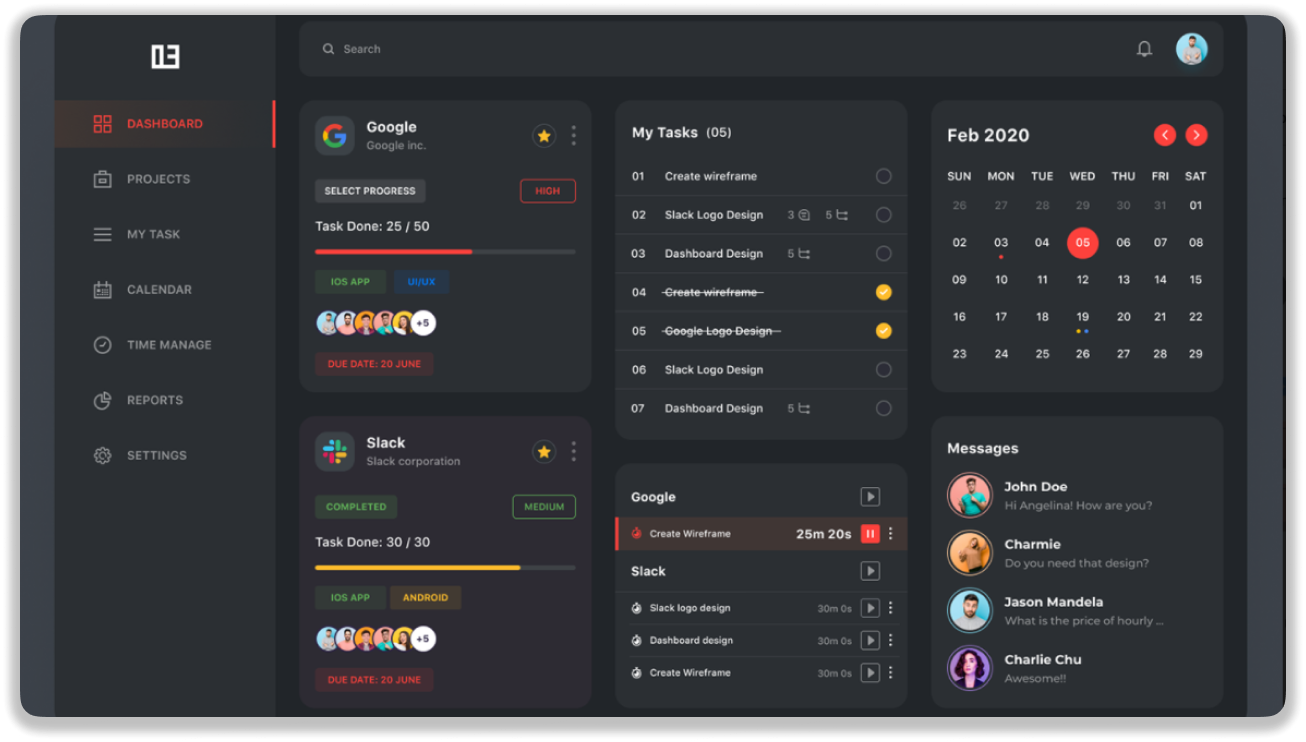 Search
DASHBOARD
PROJECTS
MY TASK
CALENDAR
TIME MANAGE
REPORTS
SETTINGS
Google
Google inc.
SELECT PROGRESS
HIGH
Task Done: 25 / 50
IOS APP
UI/UX
+5
DUE DATE: 20 JUNE
Slack
Slack corporation
COMPLETED
MEDIUM
Task Done: 30 / 30
IOS APP
ANDROID
+5
DUE DATE: 20 JUNE
My Tasks (05)
01 Create wireframe
02 Slack Logo Design 3 5
03 Dashboard Design 5
04 Create wireframe
05 Google Logo Design
06 Slack Logo Design
07 Dashboard Design 5
Google
Create Wireframe 25m 20s
Slack
Slack logo design 30m 0s
Dashboard design 30m 0s
Create Wireframe 30m 0s
Feb 2020
SUN MON TUE WED THU FRI SAT
26 27 28 29 30 31 01
02 03 04 05 06 07 08
09 10 11 12 13 14 15
16 17 18 19 20 21 22
23 24 25 26 27 28 29
Messages
John Doe
Hi Angelina! How are you?
Charmie
Do you need that design?
Jason Mandela
What is the price of hourly ...
Charlie Chu
Awesome!!